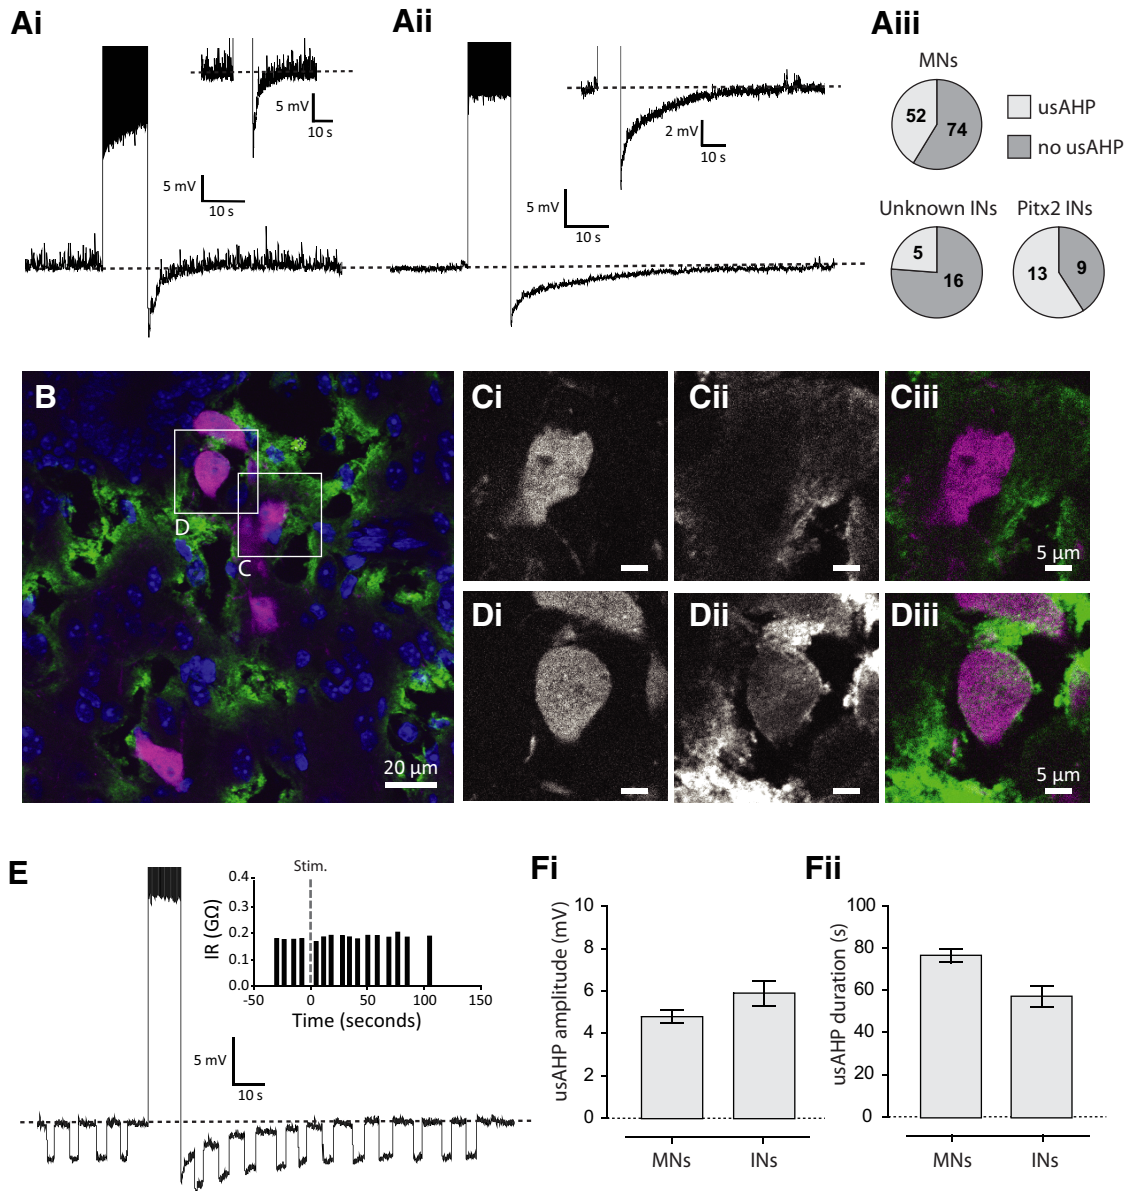 Ai
5 mV
10 s
5 mV
10 s
Aii
2 mV
10 s
5 mV
10 s
Aiii
MNs
52
74
usAHP
no usAHP
Unknown INs
5
16
Pitx2 INs
13
9
B
D
C
20 µm
Ci
Cii
Ciii
5 µm
Di
Dii
Diii
5 µm
E
Stim.
IR (GΩ)
0.4
0.3
0.2
0.1
0.0
-50
0
50
100
150
Time (seconds)
5 mV
10 s
Fi
usAHP amplitude (mV)
10
8
6
4
2
0
MNs
INs
Fii
usAHP duration (s)
100
80
60
40
20
0
MNs
INs